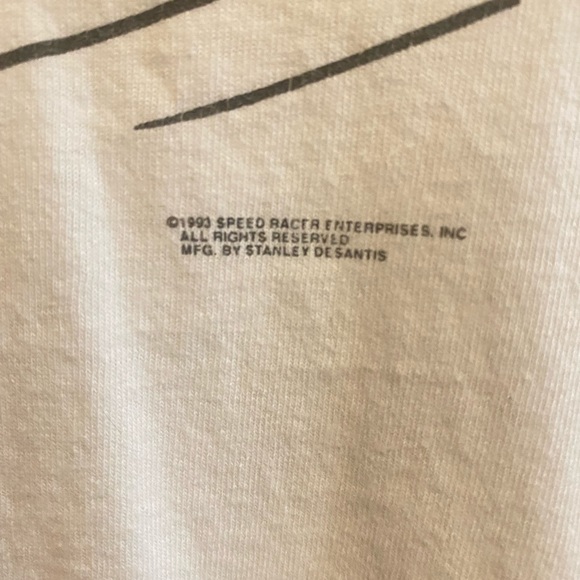 ©1993 SPEED RACER ENTERPRISES, INC
ALL RIGHTS RESERVED
MFG. BY STANLEY DESANTIS